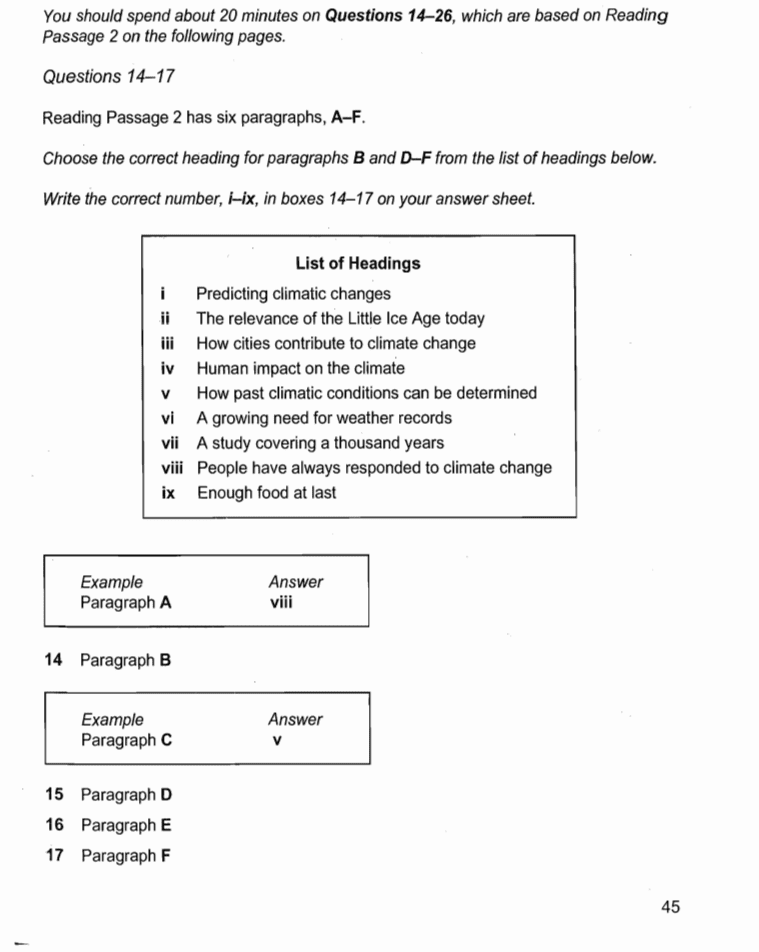 You should spend about 20 minutes on Questions 14–26, which are based on Reading
Passage 2 on the following pages.
Questions 14–17
Reading Passage 2 has six paragraphs, A–F.
Choose the correct heading for paragraphs B and D–F from the list of headings below.
Write the correct number, i–ix, in boxes 14–17 on your answer sheet.
List of Headings
i Predicting climatic changes
ii The relevance of the Little Ice Age today
iii How cities contribute to climate change
iv Human impact on the climate
v How past climatic conditions can be determined
vi A growing need for weather records
vii A study covering a thousand years
viii People have always responded to climate change
ix Enough food at last
Example Answer
Paragraph A viii
14 Paragraph B
Example Answer
Paragraph C v
15 Paragraph D
16 Paragraph E
17 Paragraph F
45